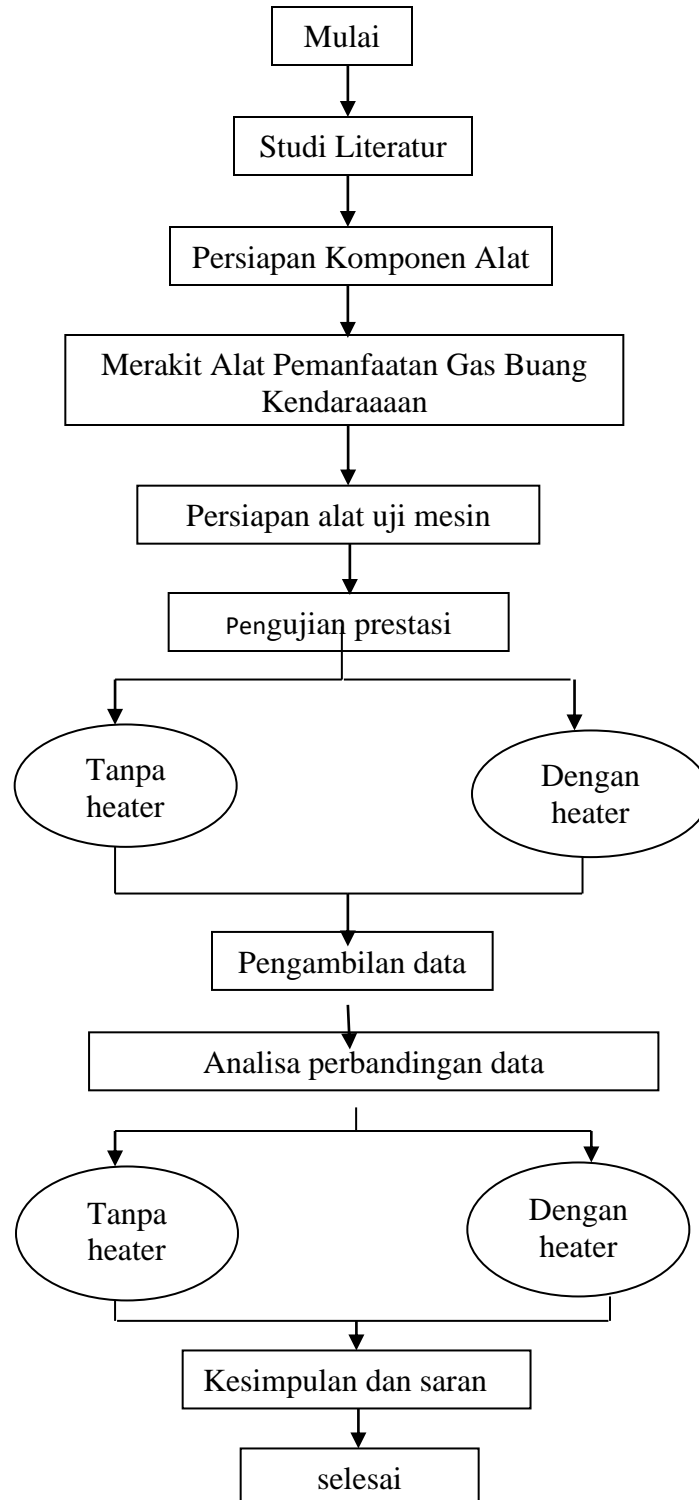 Mulai
Studi Literatur
Persiapan Komponen Alat
Merakit Alat Pemanfaatan Gas Buang
Kendaraaaan
Persiapan alat uji mesin
Pengujian prestasi
Tanpa
heater
Dengan
heater
Pengambilan data
Analisa perbandingan data
Tanpa
heater
Dengan
heater
Kesimpulan dan saran
selesai